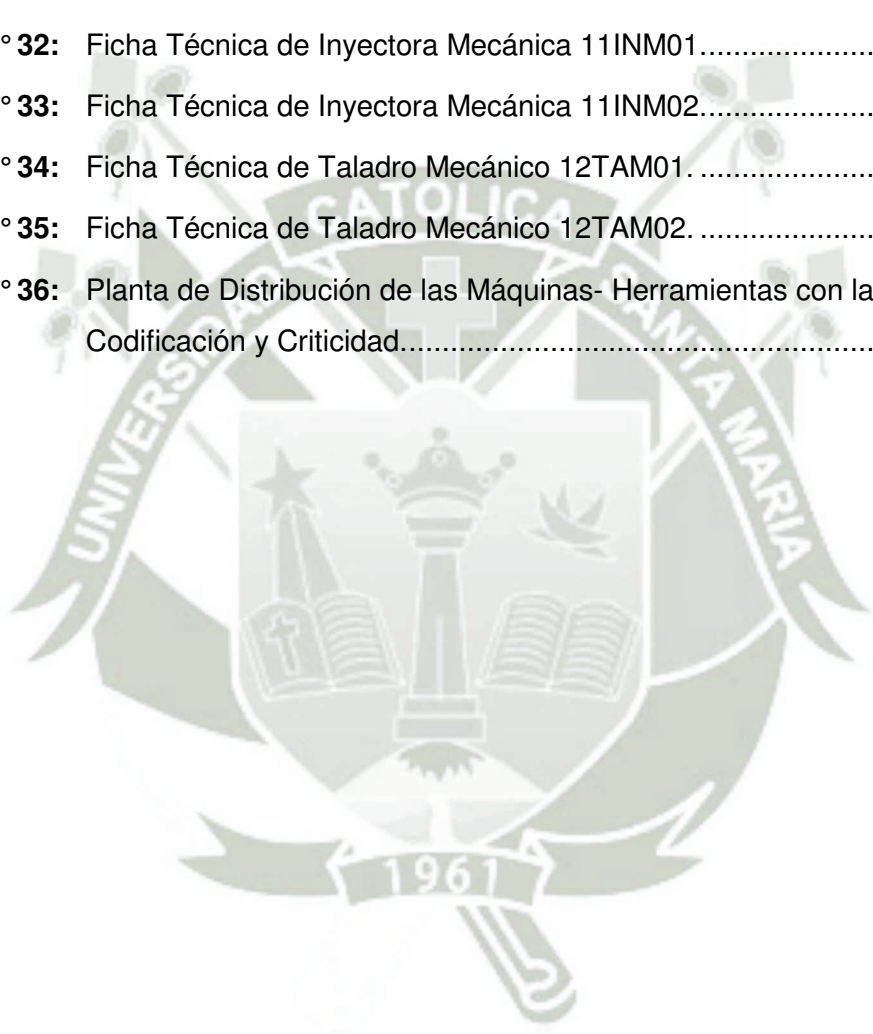 ° 32: Ficha Técnica de Inyectora Mecánica 11INM01.....................
° 33: Ficha Técnica de Inyectora Mecánica 11INM02.....................
° 34: Ficha Técnica de Taladro Mecánico 12TAM01. .....................
° 35: Ficha Técnica de Taladro Mecánico 12TAM02. .....................
° 36: Planta de Distribución de las Máquinas- Herramientas con la
Codificación y Criticidad.........................................................
UNIVERSIDAD CATOLICA SANTA MARIA
1961